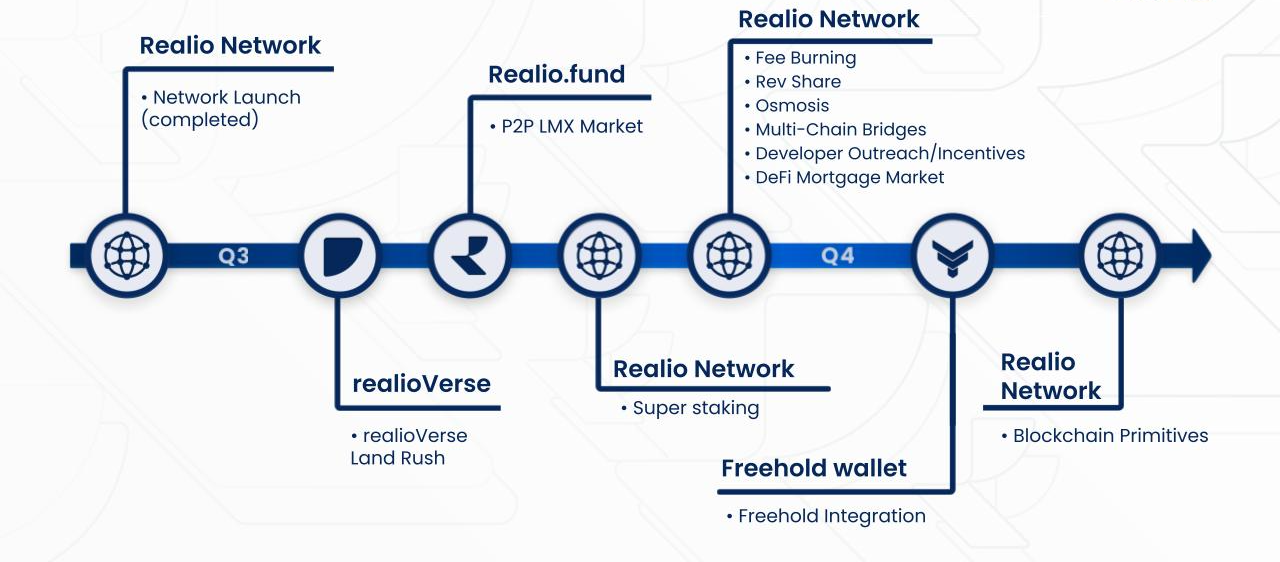 Realio Network
• Network Launch
(completed)
Realio.fund
• P2P LMX Market
Realio Network
• Fee Burning
• Rev Share
• Osmosis
• Multi-Chain Bridges
• Developer Outreach/Incentives
• DeFi Mortgage Market
Q3
Q4
realioVerse
• realioVerse
Land Rush
Realio Network
• Super staking
Freehold wallet
• Freehold Integration
Realio
Network
• Blockchain Primitives